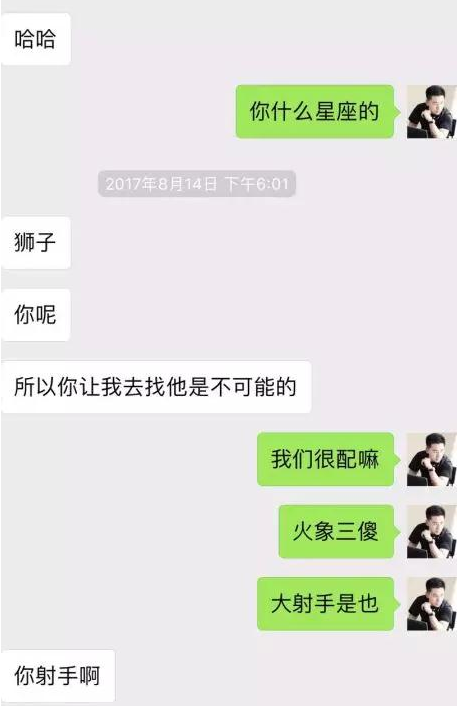 哈哈
你什么星座的
2017年8月14日 下午6:01
狮子
你呢
所以你让我去找他是不可能的
我们很配嘛
火象三傻
大射手是也
你射手啊